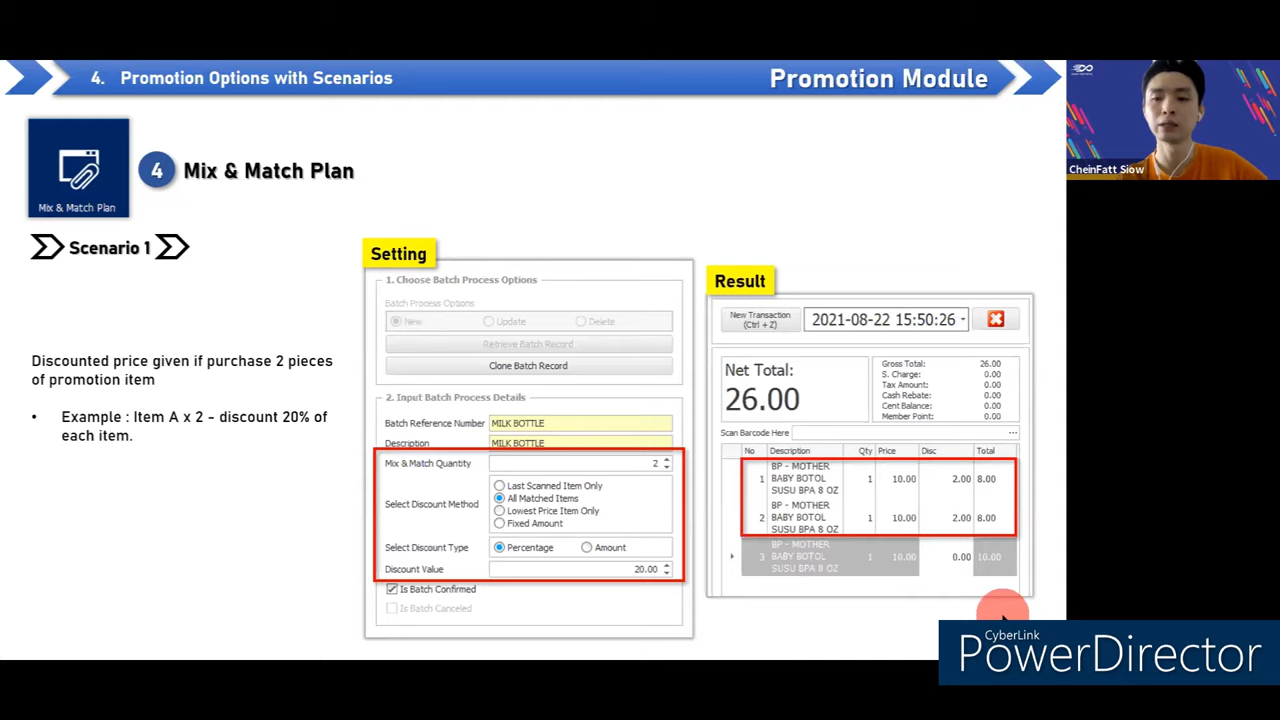 4. Promotion Options with Scenarios
Promotion Module
CheinFatt Siow
Mix & Match Plan
4
Mix & Match Plan
Scenario 1
Discounted price given if purchase 2 pieces
of promotion item
• Example : Item A x 2 - discount 20% of
each item.
Setting
1. Choose Batch Process Options
Batch Process Options
New Update Delete
Retrieve Batch Record
Clone Batch Record
2. Input Batch Process Details
Batch Reference Number MILK BOTTLE
Description MILK BOTTLE
Mix & Match Quantity 2
Select Discount Method
Last Scanned Item Only
All Matched Items
Lowest Price Item Only
Fixed Amount
Select Discount Type Percentage Amount
Discount Value 20.00
Is Batch Confirmed
Is Batch Canceled
Result
New Transaction
(Ctrl + Z)
2021-08-22 15:50:26
Net Total:
26.00
Gross Total: 26.00
S. Charge: 0.00
Tax Amount: 0.00
Cash Rebate: 0.00
Cent Balance: 0.00
Member Point: 0.00
Scan Barcode Here ...
No Description Qty Price Disc Total
BP - MOTHER
1 BABY BOTOL 1 10.00 2.00 8.00
SUSU BPA 8 OZ
BP - MOTHER
2 BABY BOTOL 1 10.00 2.00 8.00
SUSU BPA 8 OZ
BP - MOTHER
3 BABY BOTOL 1 10.00 0.00 10.00
SUSU BPA 8 OZ
CyberLink
PowerDirector